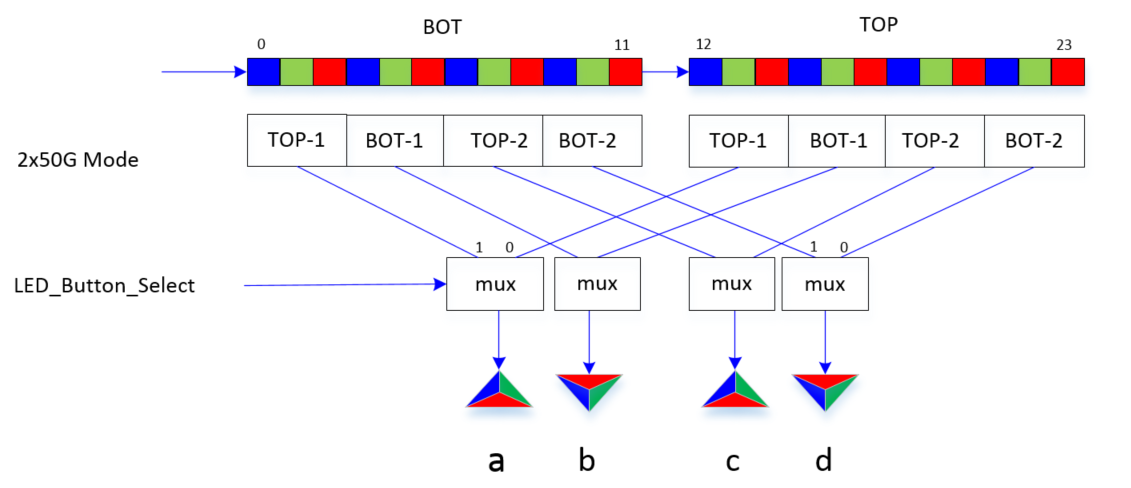 BOT TOP
0 11 12 23
2x50G Mode TOP-1 BOT-1 TOP-2 BOT-2 TOP-1 BOT-1 TOP-2 BOT-2
1 0 1 0
LED_Button_Select mux mux mux mux
a b c d